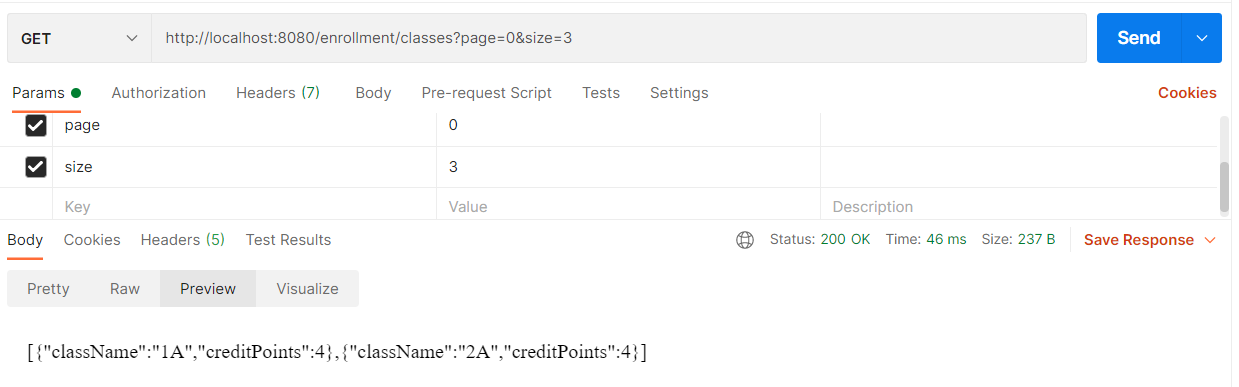 GET http://localhost:8080/enrollment/classes?page=0&size=3 Send
Params Authorization Headers (7) Body Pre-request Script Tests Settings Cookies
page 0
size 3
Key Value Description
Body Cookies Headers (5) Test Results Status: 200 OK Time: 46 ms Size: 237 B Save Response
Pretty Raw Preview Visualize
[{"className":"1A","creditPoints":4},{"className":"2A","creditPoints":4}]